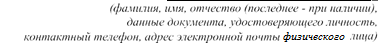 (фамилия, имя, отчество (последнее - при наличии),
данные документа, удостоверяющего личность,
контактный телефон, адрес электронной почты физического лица)